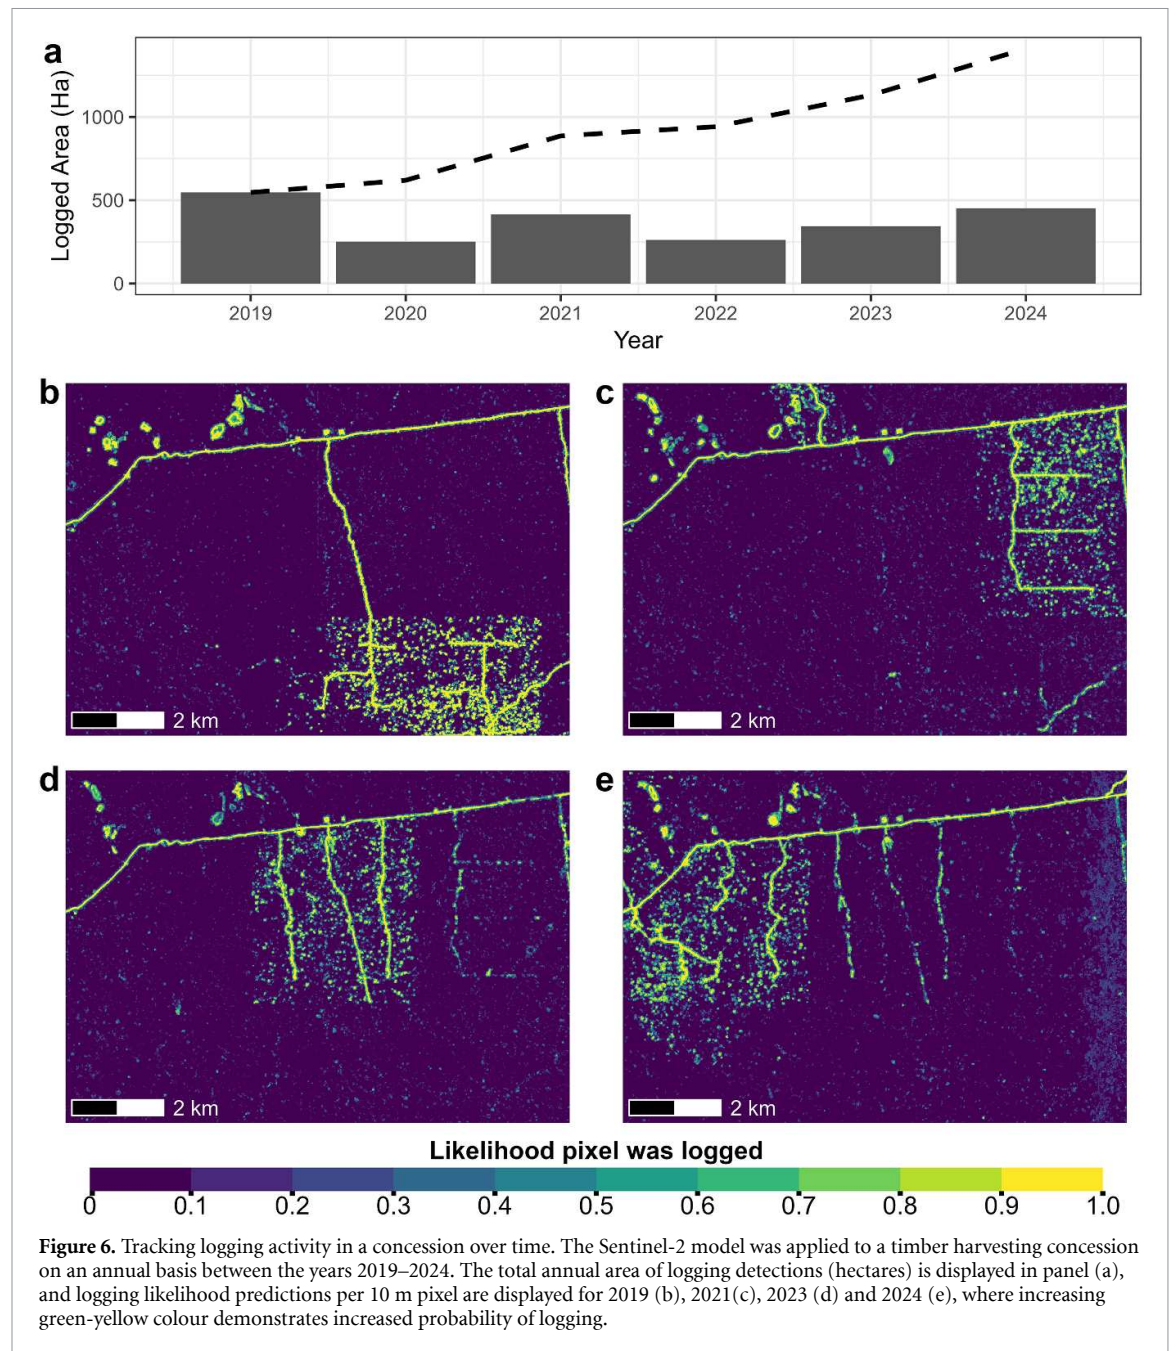 a
Logged Area (Ha)
1000
500
0
2019 2020 2021 2022 2023 2024
Year
b
2 km
c
2 km
d
2 km
e
2 km
Likelihood pixel was logged
0 0.1 0.2 0.3 0.4 0.5 0.6 0.7 0.8 0.9 1.0
Figure 6. Tracking logging activity in a concession over time. The Sentinel-2 model was applied to a timber harvesting concession
on an annual basis between the years 2019–2024. The total annual area of logging detections (hectares) is displayed in panel (a),
and logging likelihood predictions per 10 m pixel are displayed for 2019 (b), 2021(c), 2023 (d) and 2024 (e), where increasing
green-yellow colour demonstrates increased probability of logging.